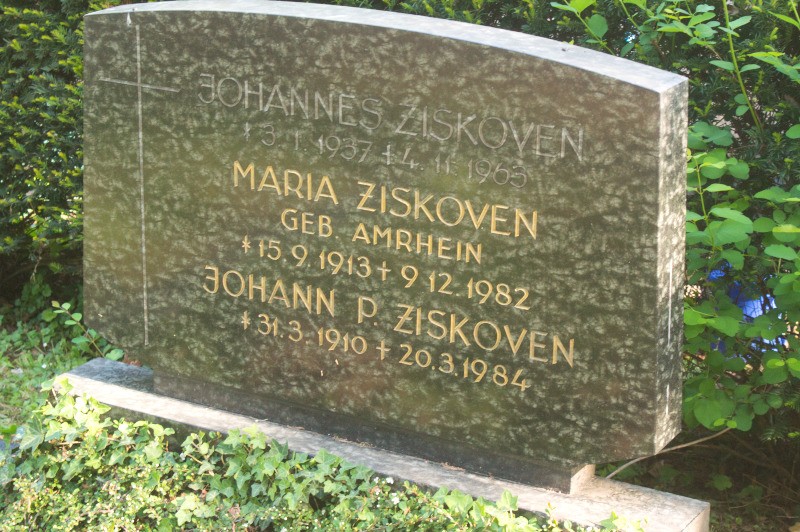 JOHANNES ZISKOVEN
* 3. 1. 1937 + 4. 11. 1965
MARIA ZISKOVEN
GEB. AMRHEIN
* 15. 9. 1913 + 9. 12. 1982
JOHANN P. ZISKOVEN
* 31. 3. 1910 + 20. 3. 1984